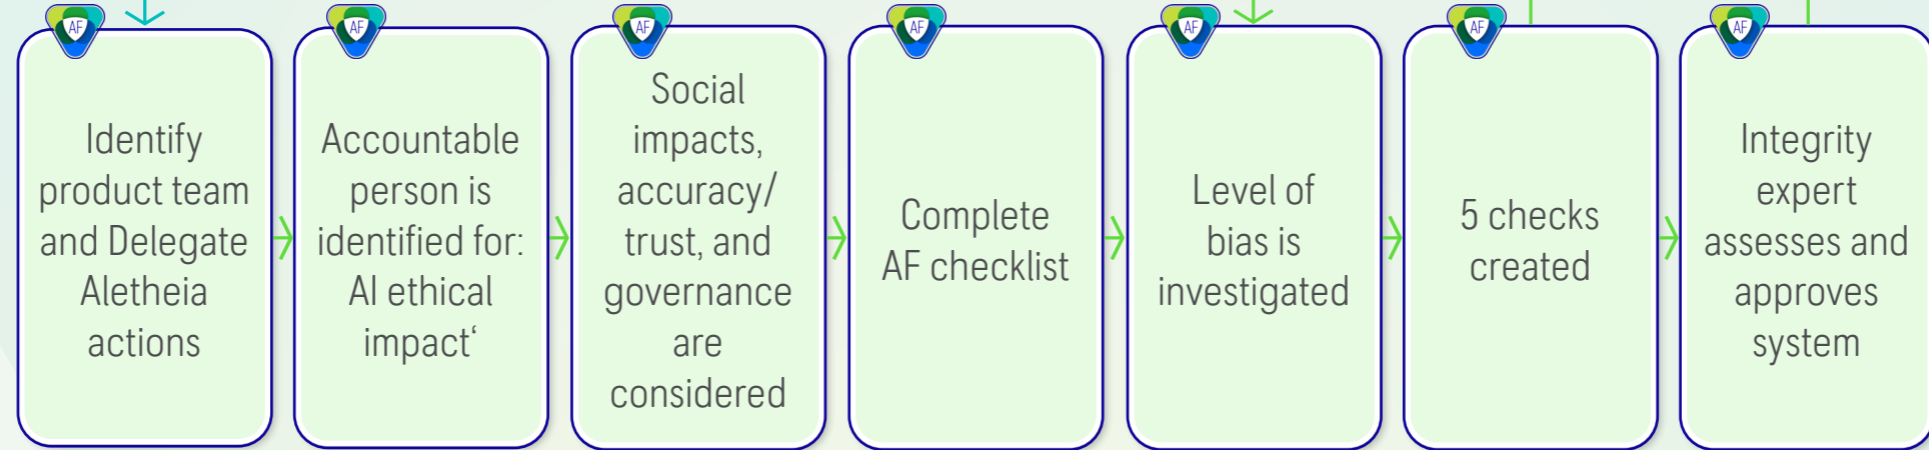 AF
Identify
product team
and Delegate
Aletheia
actions
AF
Accountable
person is
identified for:
AI ethical
impact‘
AF
Social
impacts,
accuracy/
trust, and
governance
are
considered
AF
Complete
AF checklist
AF
Level of
bias is
investigated
AF
5 checks
created
AF
Integrity
expert
assesses and
approves
system